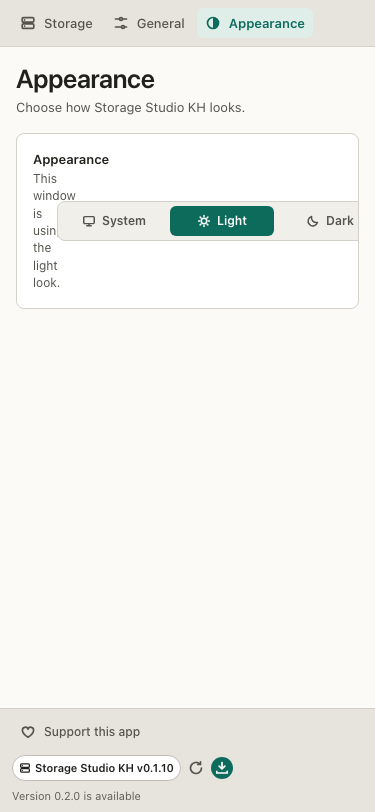 Storage General Appearance
Appearance
Choose how Storage Studio KH looks.
Appearance
This
window
is
usin
the
light
look.
System Light Dark
Support this app
Storage Studio KH v0.1.10
Version 0.2.0 is available